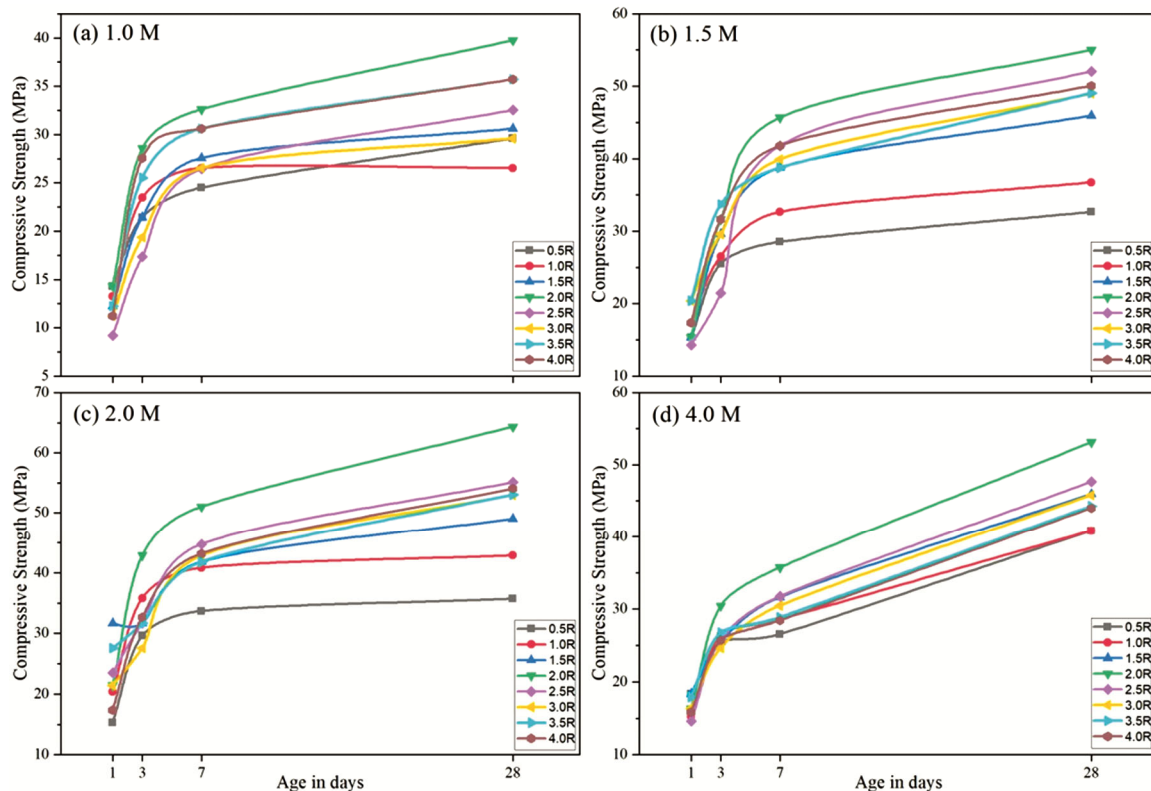 (a) 1.0 M
Compressive Strength (MPa)
40
35
30
25
20
15
10
5
0.5R
1.0R
1.5R
2.0R
2.5R
3.0R
3.5R
4.0R
(b) 1.5 M
Compressive Strength (MPa)
60
50
40
30
20
10
0.5R
1.0R
1.5R
2.0R
2.5R
3.0R
3.5R
4.0R
(c) 2.0 M
Compressive Strength (MPa)
70
60
50
40
30
20
10
0.5R
1.0R
1.5R
2.0R
2.5R
3.0R
3.5R
4.0R
1 3 7 28
Age in days
(d) 4.0 M
Compressive Strength (MPa)
60
50
40
30
20
10
0.5R
1.0R
1.5R
2.0R
2.5R
3.0R
3.5R
4.0R
1 3 7 28
Age in days